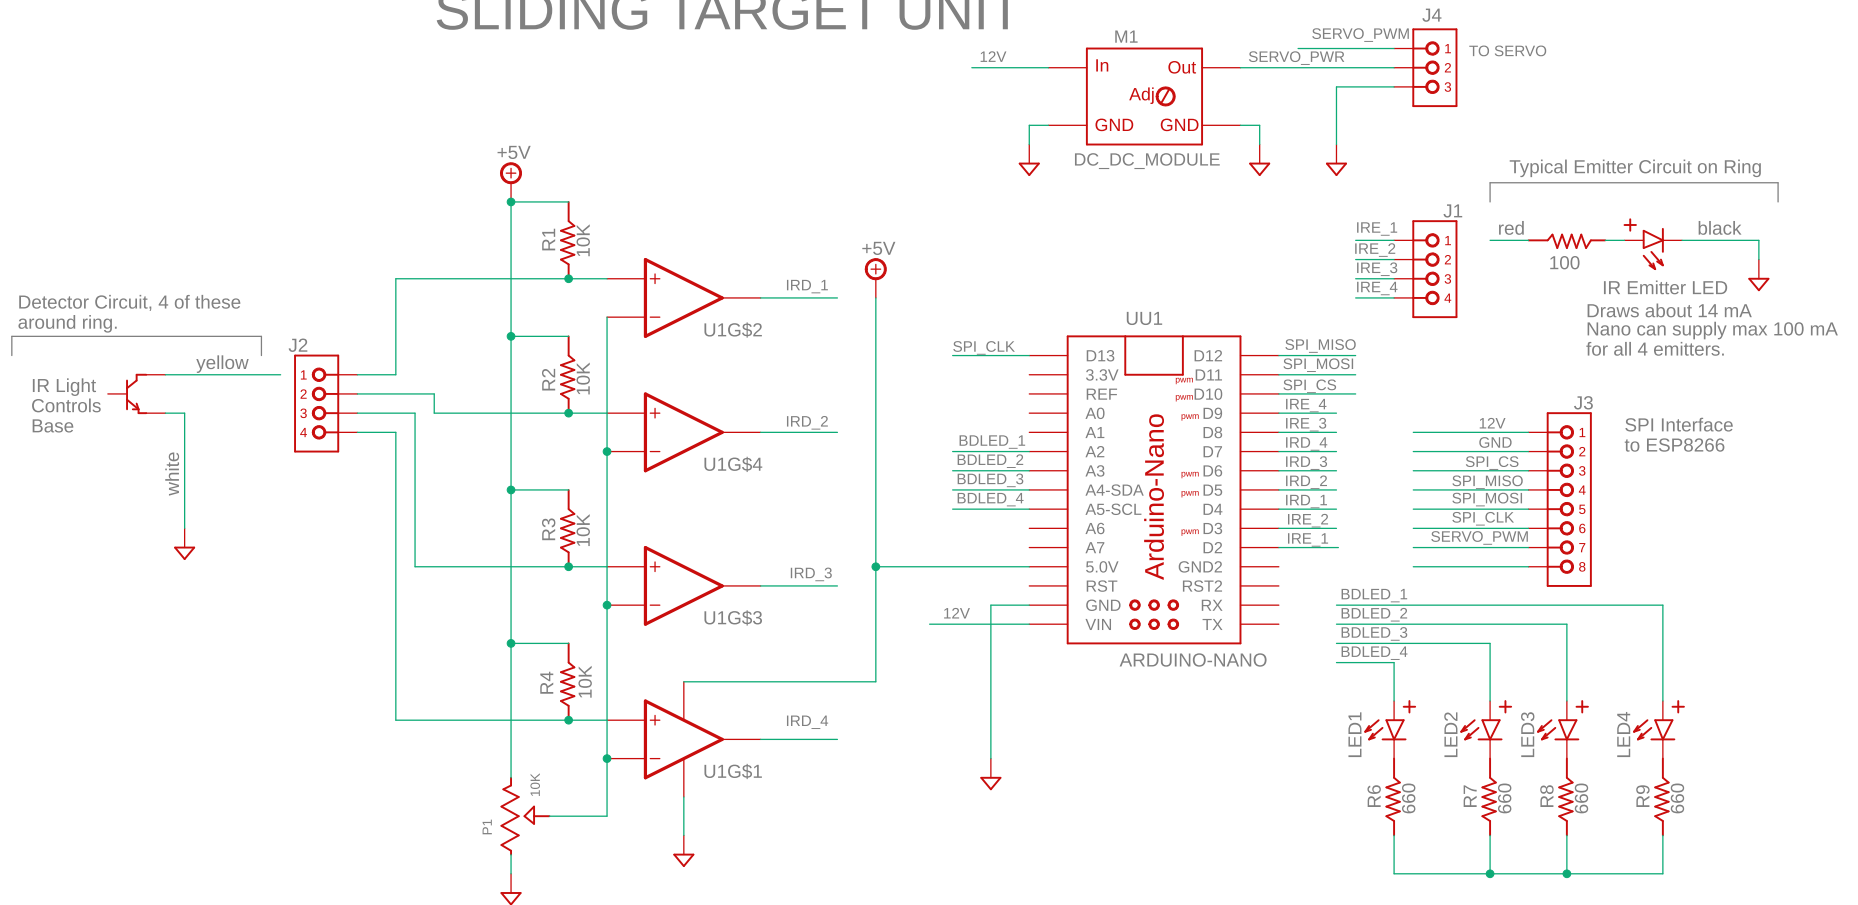 SLIDING TARGET UNIT
J4
SERVO_PWM
1
TO SERVO
M1
12V
In
Out
SERVO_PWR
2
3
Adj
GND
GND
DC_DC_MODULE
+5V
Typical Emitter Circuit on Ring
J1
IRE_1
1
IRE_2
2
IRE_3
3
IRE_4
4
red
+
black
100
IR Emitter LED
Draws about 14 mA
Nano can supply max 100 mA
for all 4 emitters.
R1
10K
+5V
+
−
IRD_1
U1G$2
Detector Circuit, 4 of these
around ring.
yellow
IR Light
Controls
Base
white
J2
1
2
3
4
R2
10K
+
−
IRD_2
U1G$4
R3
10K
+
−
IRD_3
U1G$3
R4
10K
+
−
IRD_4
U1G$1
P1
10K
UU1
SPI_CLK
D13
D12
SPI_MISO
3.3V
pwm
D11
SPI_MOSI
REF
pwm
D10
SPI_CS
A0
pwm
D9
IRE_4
A1
D8
IRE_3
BDLED_1
A2
D7
IRD_4
BDLED_2
A3
pwm
D6
IRD_3
BDLED_3
A4-SDA
pwm
D5
IRD_2
BDLED_4
A5-SCL
D4
IRD_1
A6
pwm
D3
IRE_2
A7
D2
IRE_1
5.0V
GND2
RST
RST2
GND
RX
12V
VIN
TX
Arduino-Nano
ARDUINO-NANO
J3
SPI Interface
to ESP8266
12V
1
GND
2
SPI_CS
3
SPI_MISO
4
SPI_MOSI
5
SPI_CLK
6
SERVO_PWM
7
8
BDLED_1
BDLED_2
BDLED_3
BDLED_4
LED1
+
LED2
+
LED3
+
LED4
+
R6
660
R7
660
R8
660
R9
660